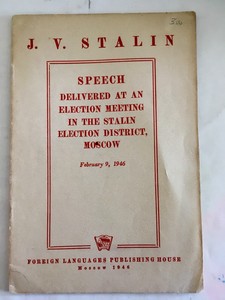 J. V. STALIN
SPEECH
DELIVERED AT AN
ELECTION MEETING
IN THE STALIN
ELECTION DISTRICT,
MOSCOW
February 9, 1946
FOREIGN LANGUAGES PUBLISHING HOUSE
Moscow 1946